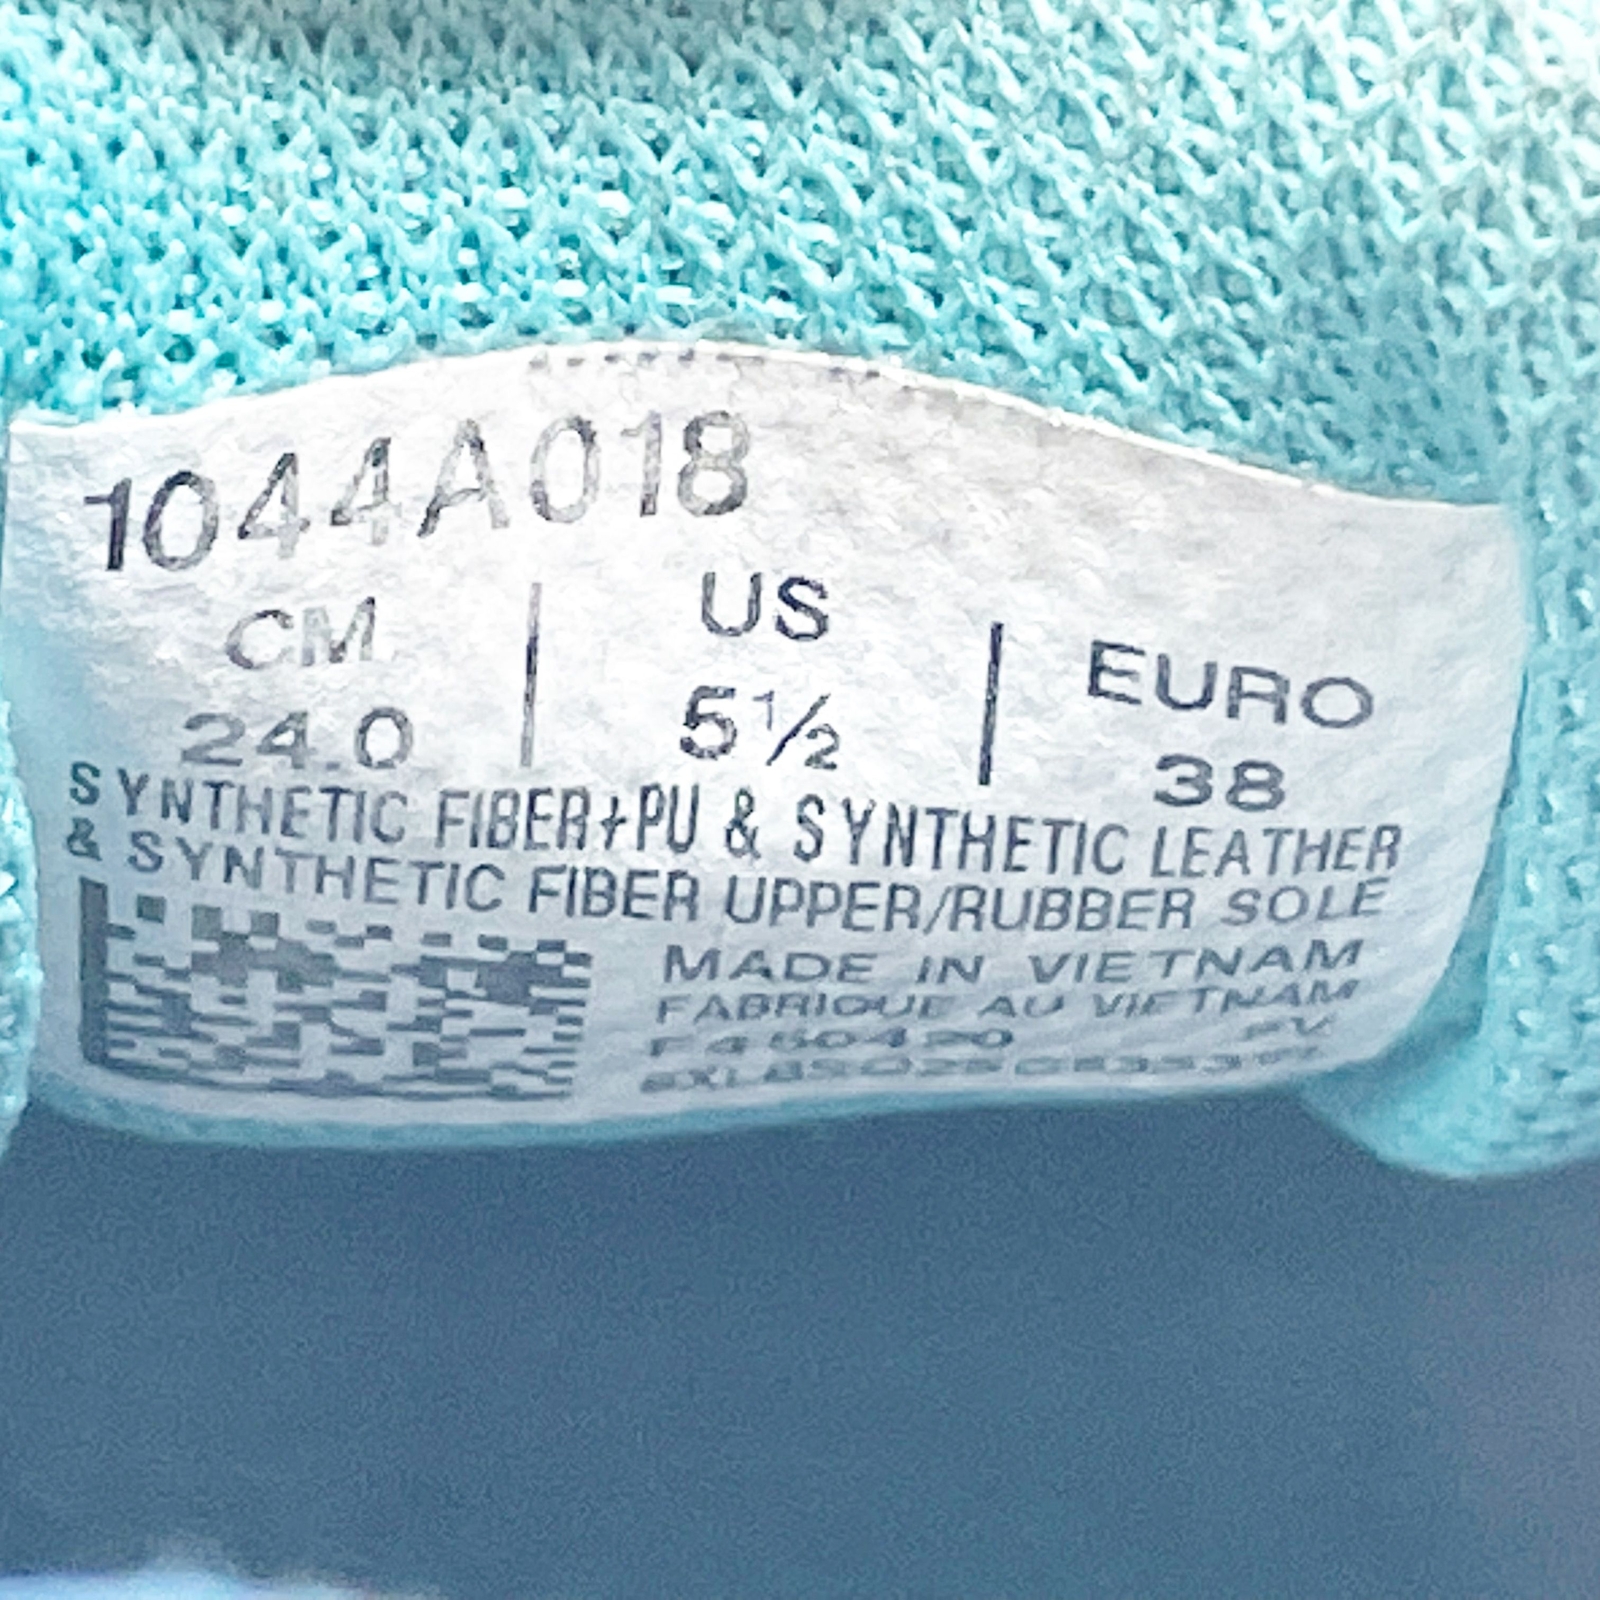 1044A018
CM | US | EURO
24.0 | 5½ | 38
SYNTHETIC FIBER+PU & SYNTHETIC LEATHER
& SYNTHETIC FIBER UPPER/RUBBER SOLE
MADE IN VIETNAM
FABRIQUE AU VIETNAM